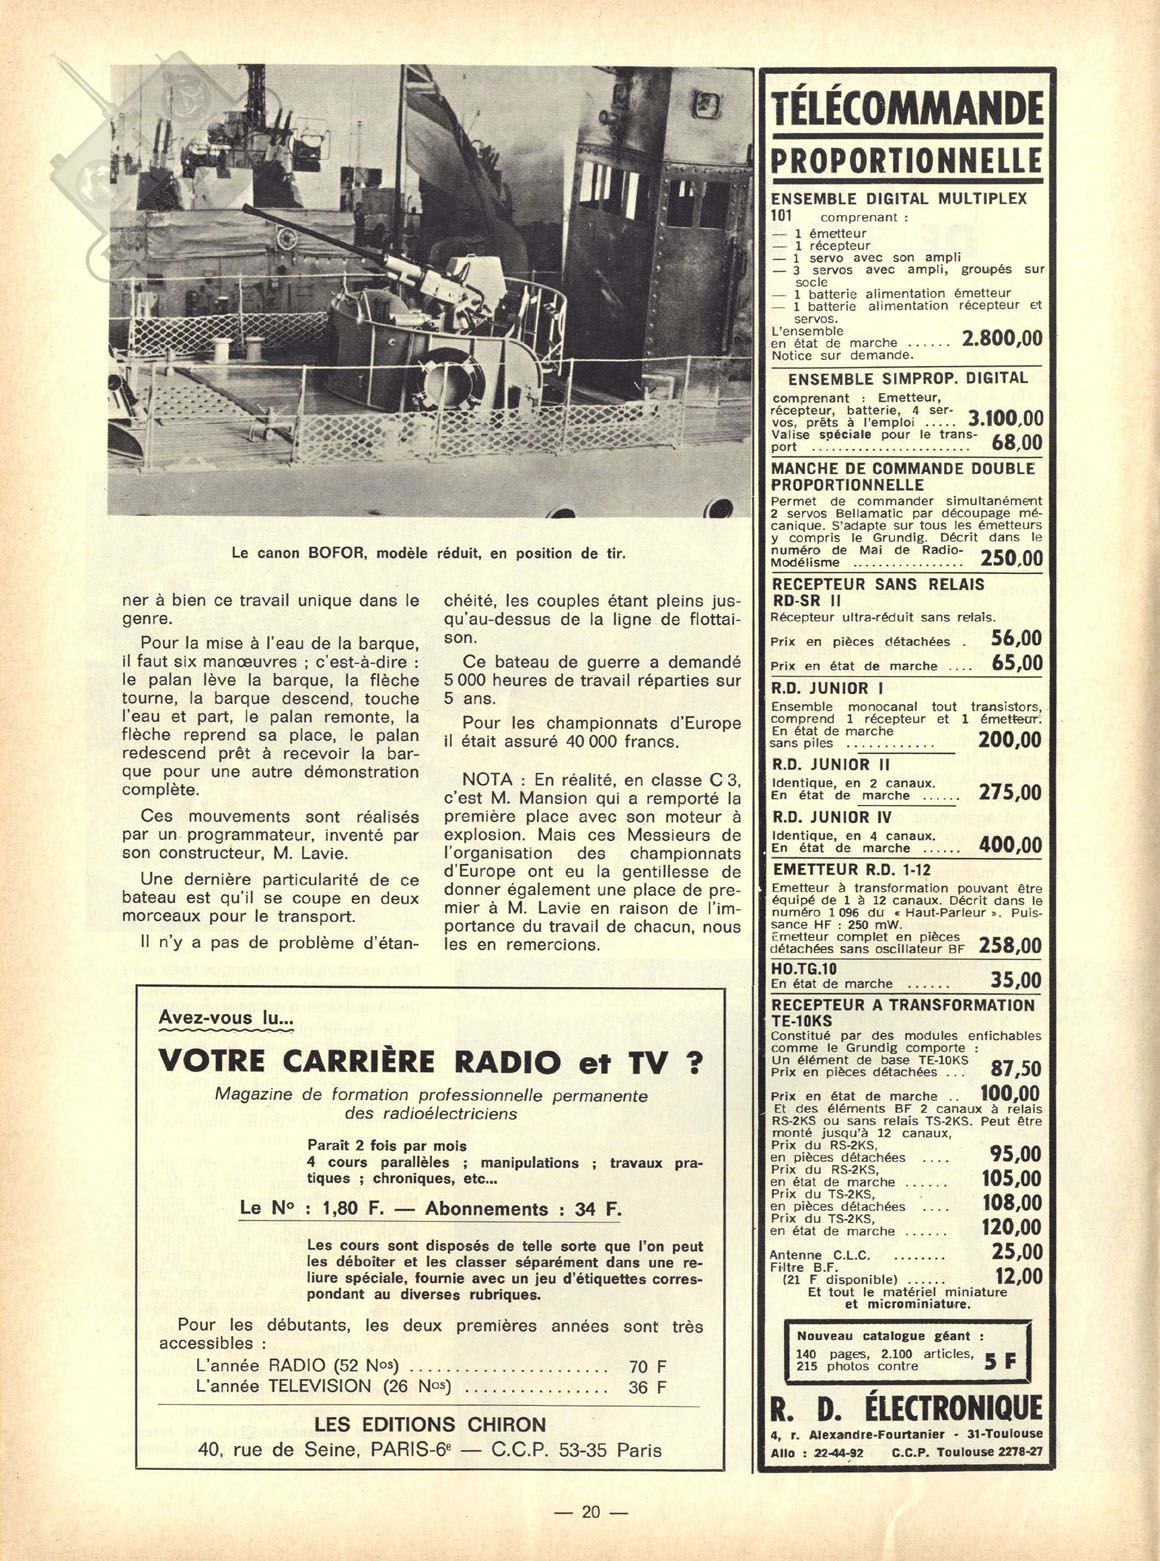 Le canon BOFOR, modèle réduit, en position de tir.
ner à bien ce travail unique dans le
genre.
Pour la mise à l'eau de la barque,
il faut six manœuvres ; c'est-à-dire :
le palan lève la barque, la flèche
tourne, la barque descend, touche
l'eau et part, le palan remonte, la
flèche reprend sa place, le palan
redescend prêt à recevoir la bar-
que pour une autre démonstration
complète.
Ces mouvements sont réalisés
par un programmateur, inventé par
son constructeur, M. Lavie.
Une dernière particularité de ce
bateau est qu'il se coupe en deux
morceaux pour le transport.
Il n'y a pas de problème d'étan-
chéité, les couples étant pleins jus-
qu'au-dessus de la ligne de flottai-
son.
Ce bateau de guerre a demandé
5 000 heures de travail réparties sur
5 ans.
Pour les championnats d'Europe
il était assuré 40 000 francs.
NOTA : En réalité, en classe C 3,
c'est M. Mansion qui a remporté la
première place avec son moteur à
explosion. Mais ces Messieurs de
l'organisation des championnats
d'Europe ont eu la gentillesse de
donner également une place de pre-
mier à M. Lavie en raison de l'im-
portance du travail de chacun, nous
les en remercions.
Avez-vous lu...
VOTRE CARRIÈRE RADIO et TV ?
Magazine de formation professionnelle permanente
des radioélectriciens
Paraît 2 fois par mois
4 cours parallèles ; manipulations ; travaux pra-
tiques ; chroniques, etc...
Le No : 1,80 F. — Abonnements : 34 F.
Les cours sont disposés de telle sorte que l'on peut
les déboîter et les classer séparément dans une re-
liure spéciale, fournie avec un jeu d'étiquettes corres-
pondant au diverses rubriques.
Pour les débutants, les deux premières années sont très
accessibles :
L'année RADIO (52 Nos) ...................... 70 F
L'année TELEVISION (26 Nos) ................ 36 F
LES EDITIONS CHIRON
40, rue de Seine, PARIS-6e — C.C.P. 53-35 Paris
TÉLÉCOMMANDE
PROPORTIONNELLE
ENSEMBLE DIGITAL MULTIPLEX
101 comprenant :
— 1 émetteur
— 1 récepteur
— 1 servo avec son ampli
— 3 servos avec ampli, groupés sur
socle
— 1 batterie alimentation émetteur
— 1 batterie alimentation récepteur et
servos.
L'ensemble
en état de marche ...... 2.800,00
Notice sur demande.
ENSEMBLE SIMPROP. DIGITAL
comprenant : Emetteur,
récepteur, batterie, 4 ser-
vos, prêts à l'emploi ..... 3.100,00
Valise spéciale pour le trans-
port ........................ 68,00
MANCHE DE COMMANDE DOUBLE
PROPORTIONNELLE
Permet de commander simultanément
2 servos Bellamatic par découpage mé-
canique. S'adapte sur tous les émetteurs
y compris le Grundig. Décrit dans le
numéro de Mai de Radio-
Modélisme ................. 250,00
RECEPTEUR SANS RELAIS
RD-SR II
Récepteur ultra-réduit sans relais.
Prix en pièces détachées . 56,00
Prix en état de marche .... 65,00
R.D. JUNIOR I
Ensemble monocanal tout transistors,
comprend 1 récepteur et 1 émetteur.
En état de marche
sans piles ............ 200,00
R.D. JUNIOR II
Identique, en 2 canaux.
En état de marche ...... 275,00
R.D. JUNIOR IV
Identique, en 4 canaux.
En état de marche ...... 400,00
EMETTEUR R.D. 1-12
Emetteur à transformation pouvant être
équipé de 1 à 12 canaux. Décrit dans le
numéro 1 096 du « Haut-Parleur ». Puis-
sance HF : 250 mW.
Emetteur complet en pièces
détachées sans oscillateur BF 258,00
HO.TG.10
En état de marche ...... 35,00
RECEPTEUR A TRANSFORMATION
TE-10KS
Constitué par des modules enfichables
comme le Grundig comporte :
Un élément de base TE-10KS
Prix en pièces détachées ... 87,50
Prix en état de marche .. 100,00
Et des éléments BF 2 canaux à relais
RS-2KS ou sans relais TS-2KS. Peut être
monté jusqu'à 12 canaux,
Prix du RS-2KS,
en pièces détachées .... 95,00
Prix du RS-2KS,
en état de marche ...... 105,00
Prix du TS-2KS,
en pièces détachées .... 108,00
Prix du TS-2KS,
en état de marche ...... 120,00
Antenne C.L.C. ........ 25,00
Filtre B.F.
(21 F disponible) ...... 12,00
Et tout le matériel miniature
et microminiature.
Nouveau catalogue géant :
140 pages, 2.100 articles,
215 photos contre 5 F
R. D. ÉLECTRONIQUE
4, r. Alexandre-Fourtanier - 31-Toulouse
Allo : 22-44-92 C.C.P. Toulouse 2278-27
— 20 —